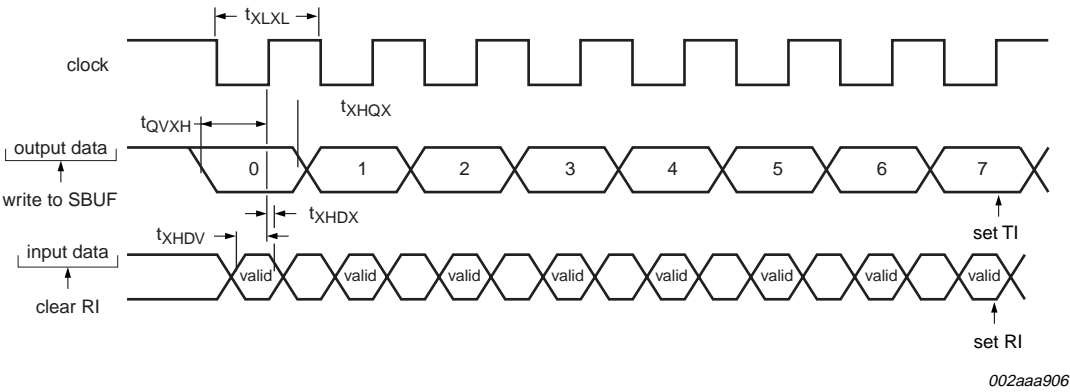 tXLXL
clock
tXHQX
tQVXH
output data
0 1 2 3 4 5 6 7
write to SBUF
tXHDX
set TI
tXHDV
input data
valid valid valid valid valid valid valid valid
clear RI
set RI
002aaa906